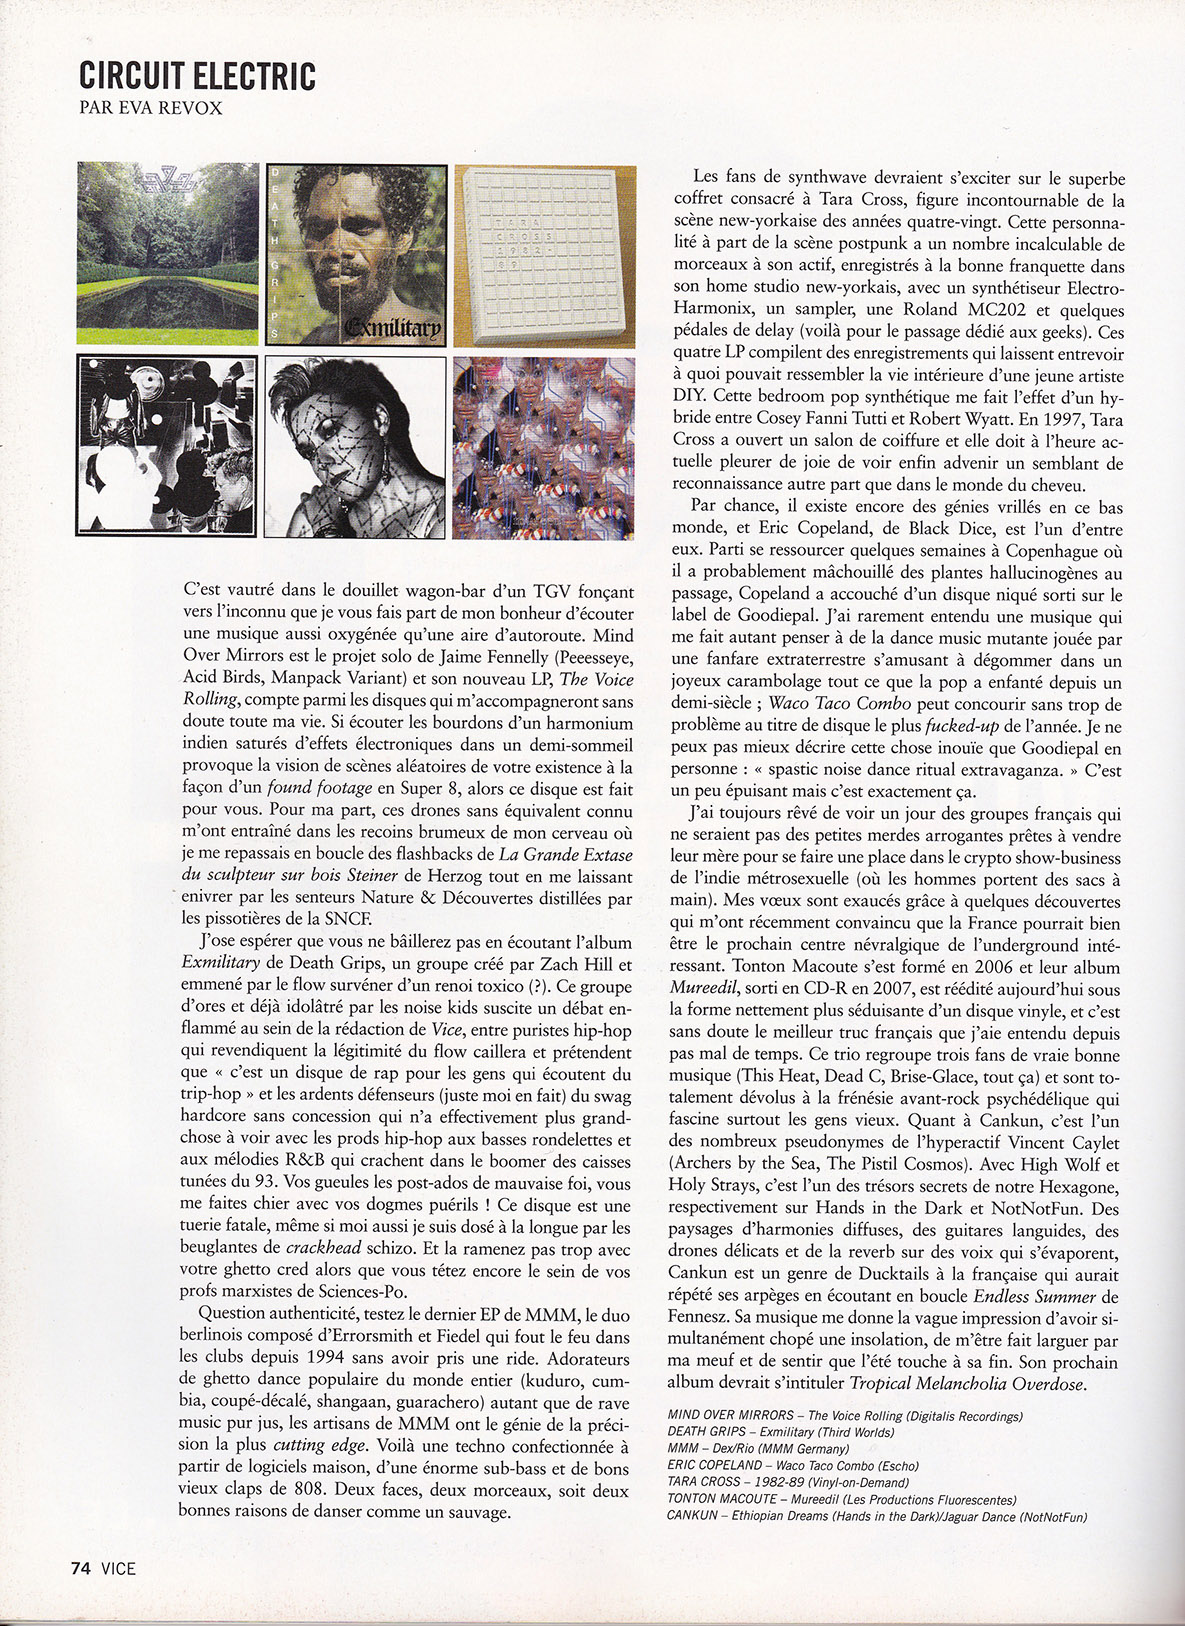 CIRCUIT ELECTRIC
PAR EVA REVOX
DEATH GRIPS
Exmilitary
TARA
CROSS
1982-
89
C'est vautré dans le douillet wagon-bar d'un TGV fonçant
vers l'inconnu que je vous fais part de mon bonheur d'écouter
une musique aussi oxygénée qu'une aire d'autoroute. Mind
Over Mirrors est le projet solo de Jaime Fennelly (Peeesseye,
Acid Birds, Manpack Variant) et son nouveau LP, The Voice
Rolling, compte parmi les disques qui m'accompagneront sans
doute toute ma vie. Si écouter les bourdons d'un harmonium
indien saturés d'effets électroniques dans un demi-sommeil
provoque la vision de scènes aléatoires de votre existence à la
façon d'un found footage en Super 8, alors ce disque est fait
pour vous. Pour ma part, ces drones sans équivalent connu
m'ont entraîné dans les recoins brumeux de mon cerveau où
je me repassais en boucle des flashbacks de La Grande Extase
du sculpteur sur bois Steiner de Herzog tout en me laissant
enivrer par les senteurs Nature & Découvertes distillées par
les pissotières de la SNCF.
J'ose espérer que vous ne bâillerez pas en écoutant l'album
Exmilitary de Death Grips, un groupe créé par Zach Hill et
emmené par le flow survéner d'un renoi toxico (?). Ce groupe
d'ores et déjà idolâtré par les noise kids suscite un débat en-
flammé au sein de la rédaction de Vice, entre puristes hip-hop
qui revendiquent la légitimité du flow caillera et prétendent
que « c'est un disque de rap pour les gens qui écoutent du
trip-hop » et les ardents défenseurs (juste moi en fait) du swag
hardcore sans concession qui n'a effectivement plus grand-
chose à voir avec les prods hip-hop aux basses rondelettes et
aux mélodies R&B qui crachent dans le boomer des caisses
tunées du 93. Vos gueules les post-ados de mauvaise foi, vous
me faites chier avec vos dogmes puérils ! Ce disque est une
tuerie fatale, même si moi aussi je suis dosé à la longue par les
beuglantes de crackhead schizo. Et la ramenez pas trop avec
votre ghetto cred alors que vous tétez encore le sein de vos
profs marxistes de Sciences-Po.
Question authenticité, testez le dernier EP de MMM, le duo
berlinois composé d'Errorsmith et Fiedel qui fout le feu dans
les clubs depuis 1994 sans avoir pris une ride. Adorateurs
de ghetto dance populaire du monde entier (kuduro, cum-
bia, coupé-décalé, shangaan, guarachero) autant que de rave
music pur jus, les artisans de MMM ont le génie de la préci-
sion la plus cutting edge. Voilà une techno confectionnée à
partir de logiciels maison, d'une énorme sub-bass et de bons
vieux claps de 808. Deux faces, deux morceaux, soit deux
bonnes raisons de danser comme un sauvage.
Les fans de synthwave devraient s'exciter sur le superbe
coffret consacré à Tara Cross, figure incontournable de la
scène new-yorkaise des années quatre-vingt. Cette personna-
lité à part de la scène postpunk a un nombre incalculable de
morceaux à son actif, enregistrés à la bonne franquette dans
son home studio new-yorkais, avec un synthétiseur Electro-
Harmonix, un sampler, une Roland MC202 et quelques
pédales de delay (voilà pour le passage dédié aux geeks). Ces
quatre LP compilent des enregistrements qui laissent entrevoir
à quoi pouvait ressembler la vie intérieure d'une jeune artiste
DIY. Cette bedroom pop synthétique me fait l'effet d'un hy-
bride entre Cosey Fanni Tutti et Robert Wyatt. En 1997, Tara
Cross a ouvert un salon de coiffure et elle doit à l'heure ac-
tuelle pleurer de joie de voir enfin advenir un semblant de
reconnaissance autre part que dans le monde du cheveu.
Par chance, il existe encore des génies vrillés en ce bas
monde, et Eric Copeland, de Black Dice, est l'un d'entre
eux. Parti se ressourcer quelques semaines à Copenhague où
il a probablement mâchouillé des plantes hallucinogènes au
passage, Copeland a accouché d'un disque niqué sorti sur le
label de Goodiepal. J'ai rarement entendu une musique qui
me fait autant penser à de la dance music mutante jouée par
une fanfare extraterrestre s'amusant à dégommer dans un
joyeux carambolage tout ce que la pop a enfanté depuis un
demi-siècle ; Waco Taco Combo peut concourir sans trop de
problème au titre de disque le plus fucked-up de l'année. Je ne
peux pas mieux décrire cette chose inouïe que Goodiepal en
personne : « spastic noise dance ritual extravaganza. » C'est
un peu épuisant mais c'est exactement ça.
J'ai toujours rêvé de voir un jour des groupes français qui
ne seraient pas des petites merdes arrogantes prêtes à vendre
leur mère pour se faire une place dans le crypto show-business
de l'indie métrosexuelle (où les hommes portent des sacs à
main). Mes vœux sont exaucés grâce à quelques découvertes
qui m'ont récemment convaincu que la France pourrait bien
être le prochain centre névralgique de l'underground inté-
ressant. Tonton Macoute s'est formé en 2006 et leur album
Mureedil, sorti en CD-R en 2007, est réédité aujourd'hui sous
la forme nettement plus séduisante d'un disque vinyle, et c'est
sans doute le meilleur truc français que j'aie entendu depuis
pas mal de temps. Ce trio regroupe trois fans de vraie bonne
musique (This Heat, Dead C, Brise-Glace, tout ça) et sont to-
talement dévolus à la frénésie avant-rock psychédélique qui
fascine surtout les gens vieux. Quant à Cankun, c'est l'un
des nombreux pseudonymes de l'hyperactif Vincent Caylet
(Archers by the Sea, The Pistil Cosmos). Avec High Wolf et
Holy Strays, c'est l'un des trésors secrets de notre Hexagone,
respectivement sur Hands in the Dark et NotNotFun. Des
paysages d'harmonies diffuses, des guitares languides, des
drones délicats et de la reverb sur des voix qui s'évaporent,
Cankun est un genre de Ducktails à la française qui aurait
répété ses arpèges en écoutant en boucle Endless Summer de
Fennesz. Sa musique me donne la vague impression d'avoir si-
multanément chopé une insolation, de m'être fait larguer par
ma meuf et de sentir que l'été touche à sa fin. Son prochain
album devrait s'intituler Tropical Melancholia Overdose.
MIND OVER MIRRORS – The Voice Rolling (Digitalis Recordings)
DEATH GRIPS – Exmilitary (Third Worlds)
MMM – Dex/Rio (MMM Germany)
ERIC COPELAND – Waco Taco Combo (Escho)
TARA CROSS – 1982-89 (Vinyl-on-Demand)
TONTON MACOUTE – Mureedil (Les Productions Fluorescentes)
CANKUN – Ethiopian Dreams (Hands in the Dark)/Jaguar Dance (NotNotFun)
74 VICE